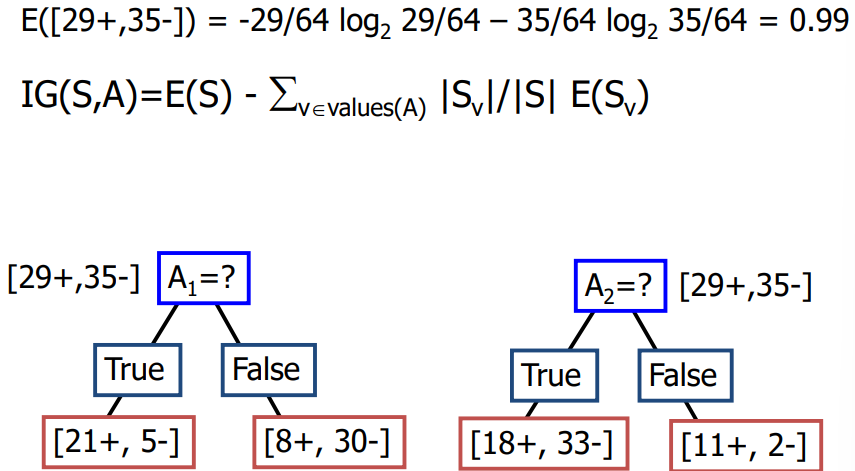 E([29+,35-]) = -29/64 log₂ 29/64 – 35/64 log₂ 35/64 = 0.99
IG(S,A)=E(S) - ∑v∈values(A) |Sᵥ|/|S| E(Sᵥ)
[29+,35-] A₁=?
A₂=? [29+,35-]
True False
True False
[21+, 5-] [8+, 30-]
[18+, 33-] [11+, 2-]